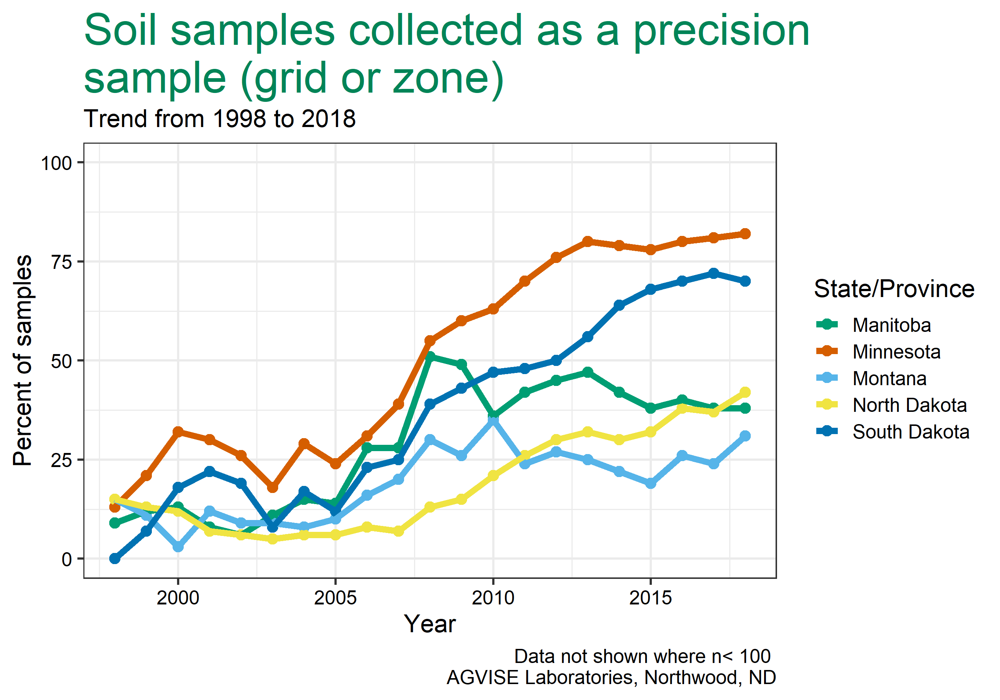 Soil samples collected as a precision
sample (grid or zone)
Trend from 1998 to 2018
100
75
50
25
0
Percent of samples
2000 2005 2010 2015
Year
State/Province
Manitoba
Minnesota
Montana
North Dakota
South Dakota
Data not shown where n< 100
AGVISE Laboratories, Northwood, ND